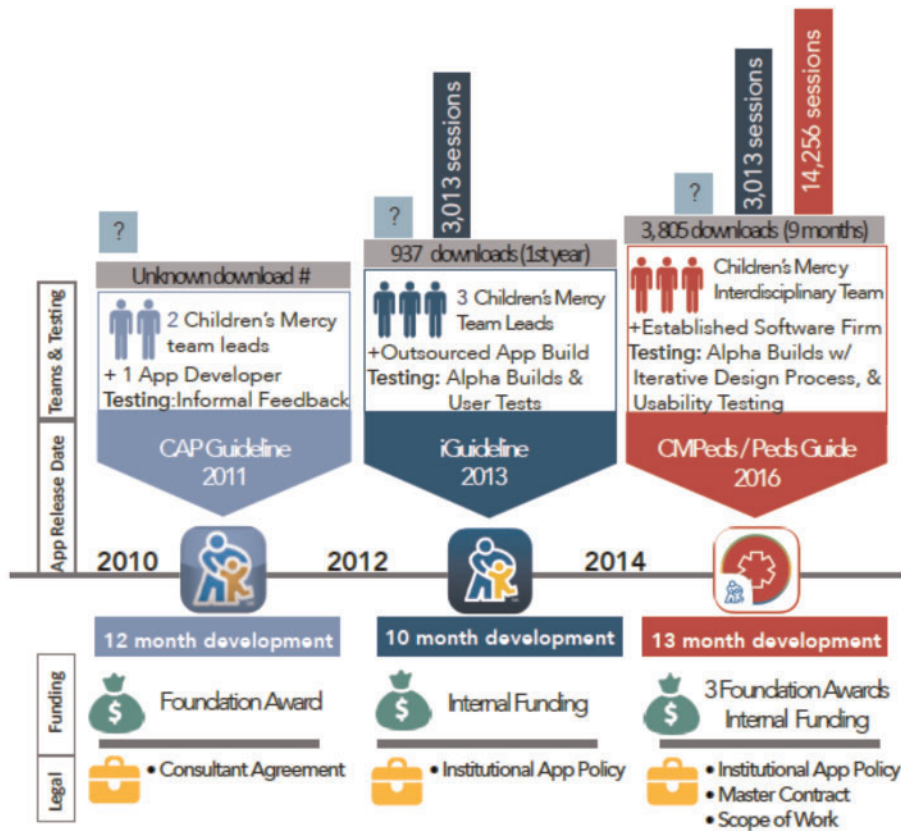 ?
Unknown download #
2 Children's Mercy
team leads
+ 1 App Developer
Testing:Informal Feedback
CAP Guideline
2011
?
3,013 sessions
937 downloads (1st year)
3 Children's Mercy
Team Leads
+Outsourced App Build
Testing: Alpha Builds &
User Tests
iGuideline
2013
?
3,013 sessions
14,256 sessions
3,805 downloads (9 months)
Children's Mercy
Interdisciplinary Team
+Established Software Firm
Testing: Alpha Builds w/
Iterative Design Process, &
Usability Testing
CMPeds / Peds Guide
2016
Teams & Testing
App Release Date
2010
2012
2014
12 month development
10 month development
13 month development
Funding
$
Foundation Award
$
Internal Funding
$
3 Foundation Awards
Internal Funding
Legal
• Consultant Agreement
• Institutional App Policy
• Institutional App Policy
• Master Contract
• Scope of Work